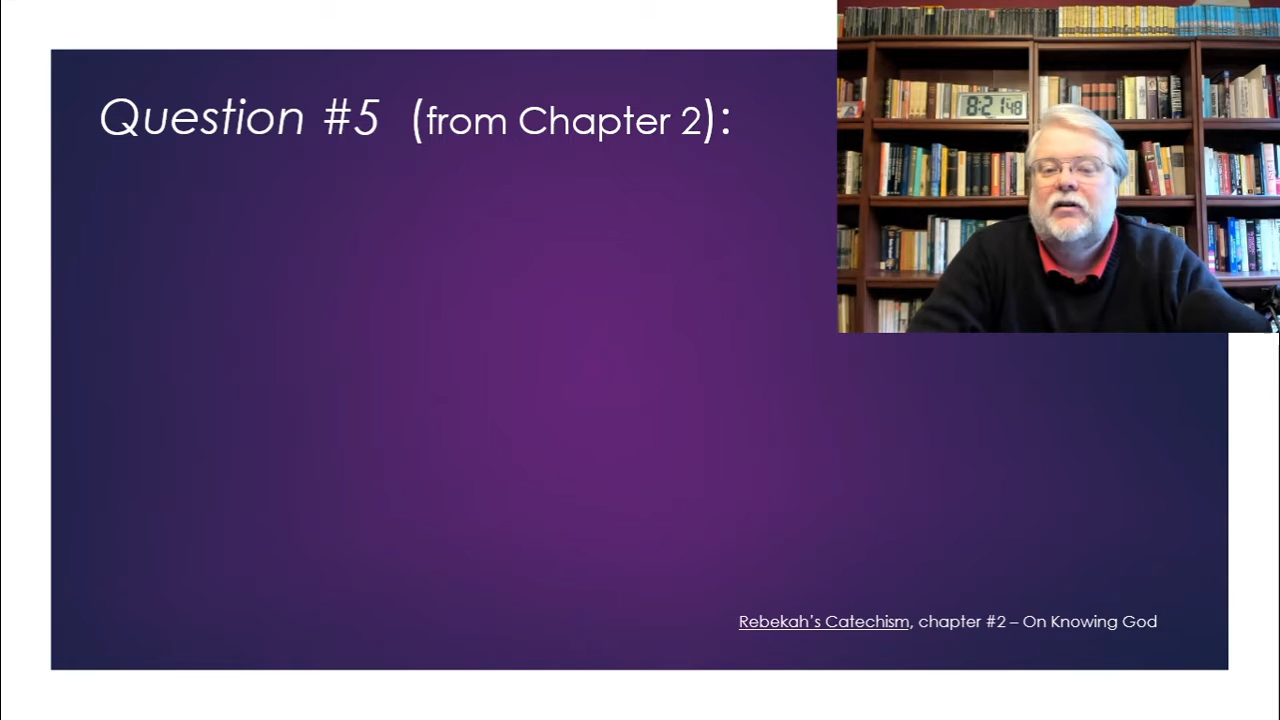 Question #5 (from Chapter 2):
8:21 48
Rebekah's Catechism, chapter #2 – On Knowing God